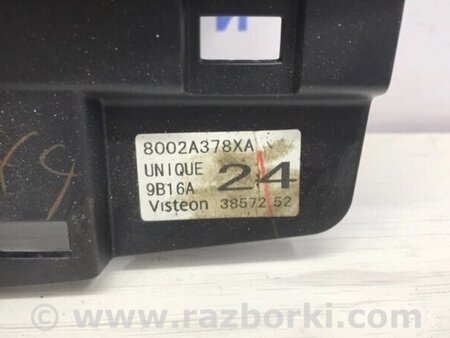 И
8002A378XA
UNIQUE
9B16A
24
Visteon 38572 52
© www.razborki.com